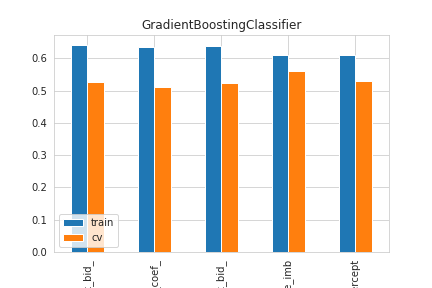 GradientBoostingClassifier
0.6
0.5
0.4
0.3
0.2
0.1
0.0
train
cv
_bid_
coef_
_bid_
e_imb
ercept